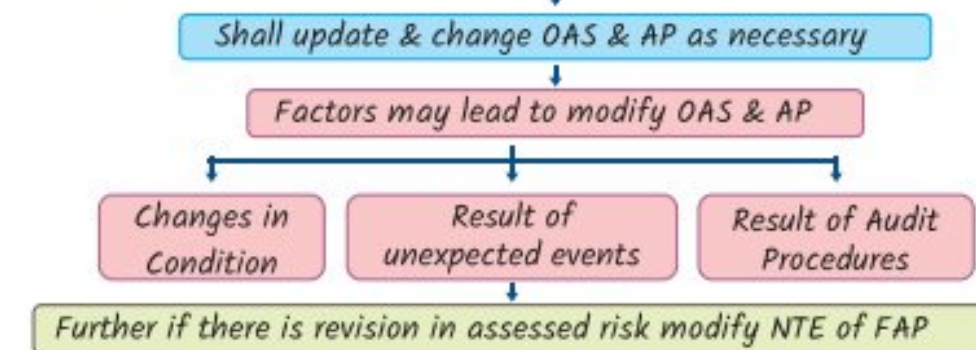 Shall update & change OAS & AP as necessary
Factors may lead to modify OAS & AP
Changes in
Condition
Result of
unexpected events
Result of Audit
Procedures
Further if there is revision in assessed risk modify NTE of FAP